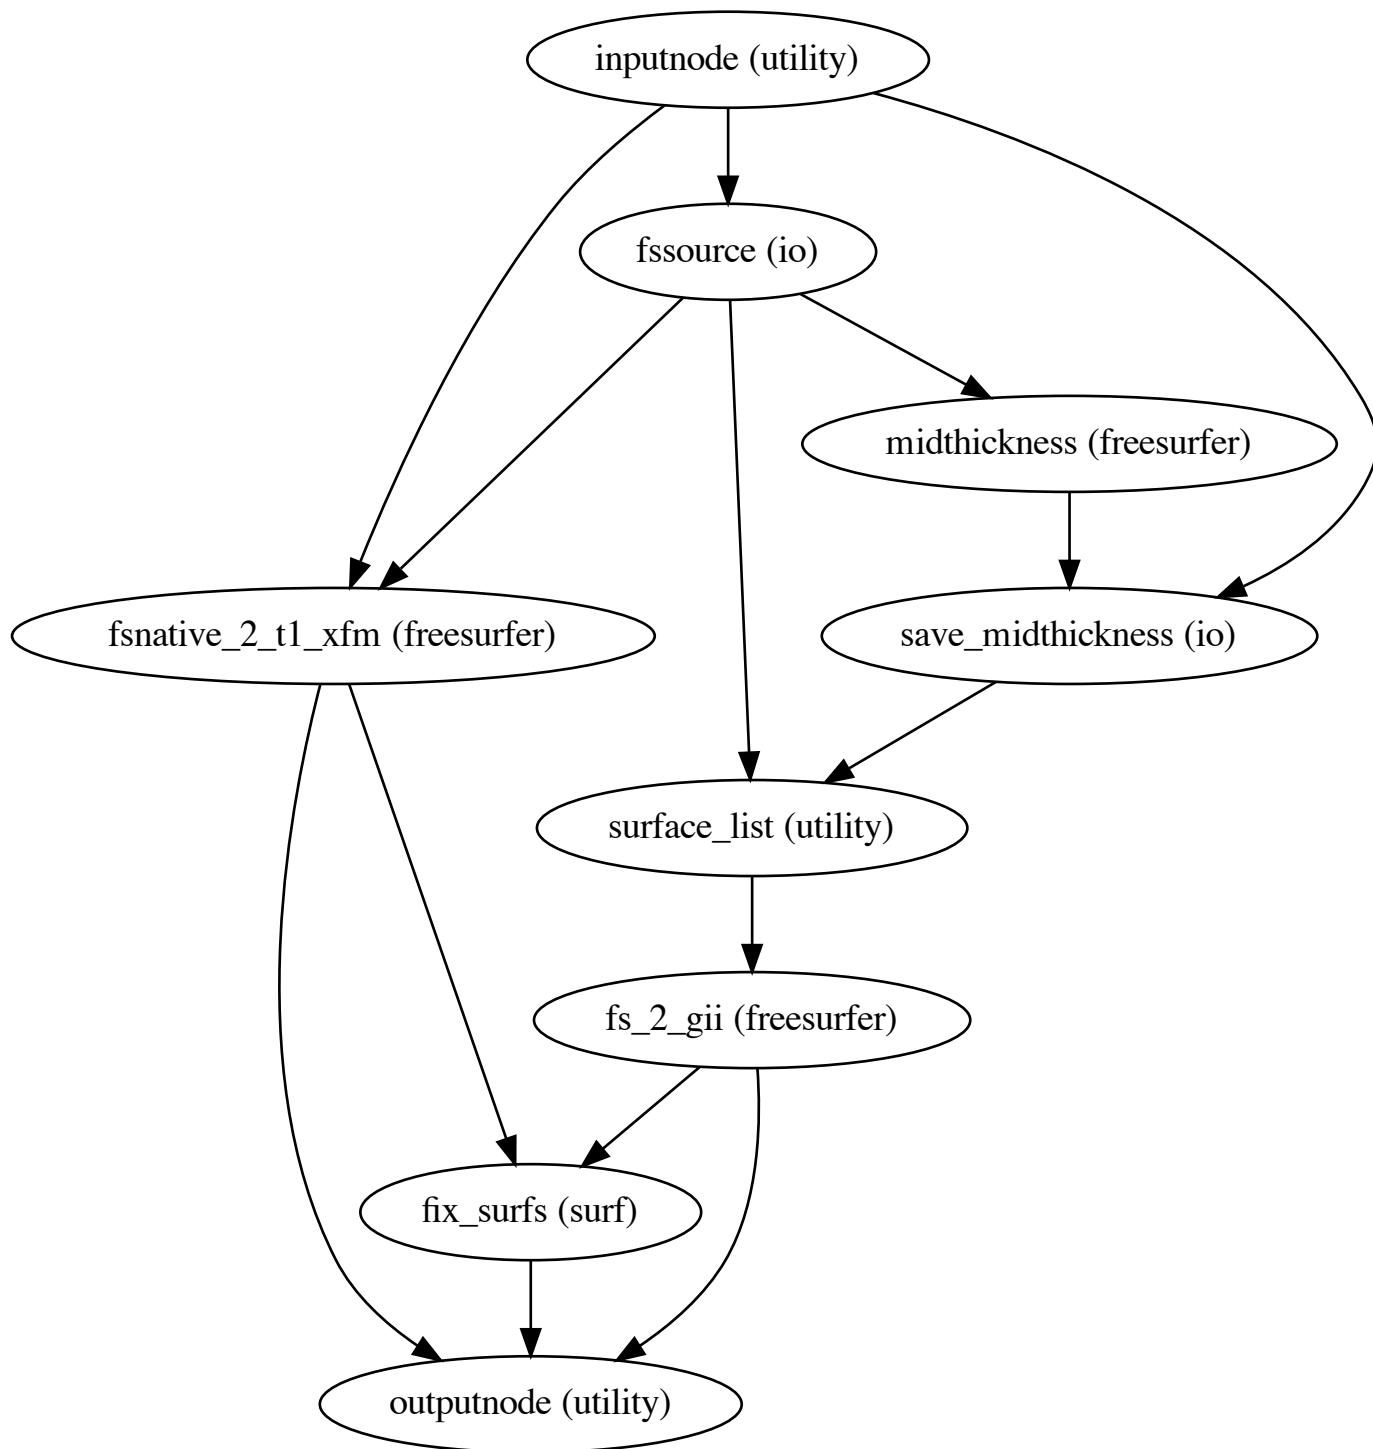 inputnode (utility)
fssource (io)
midthickness (freesurfer)
fsnative_2_t1_xfm (freesurfer)
save_midthickness (io)
surface_list (utility)
fs_2_gii (freesurfer)
fix_surfs (surf)
outputnode (utility)